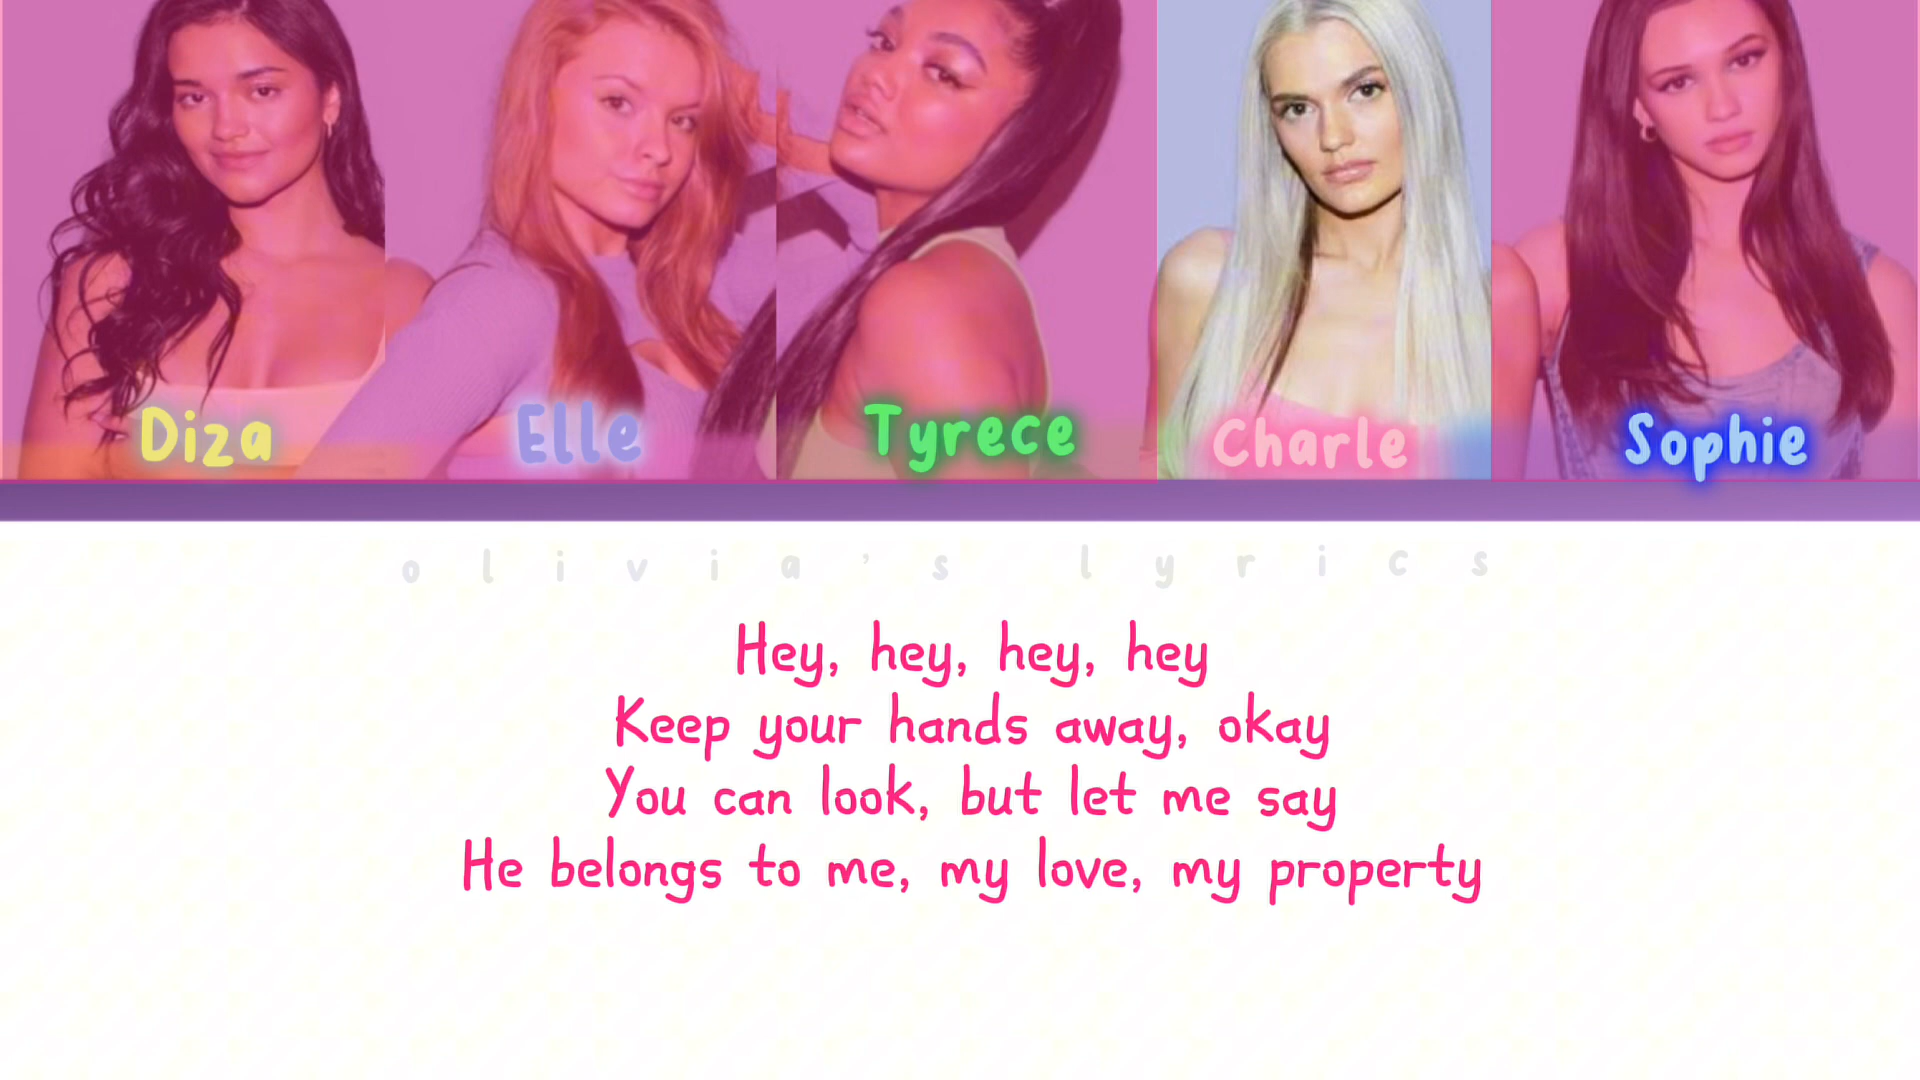 Diza Elle Tyrece Charle Sophie
olivia's lyrics
Hey, hey, hey, hey
Keep your hands away, okay
You can look, but let me say
He belongs to me, my love, my property